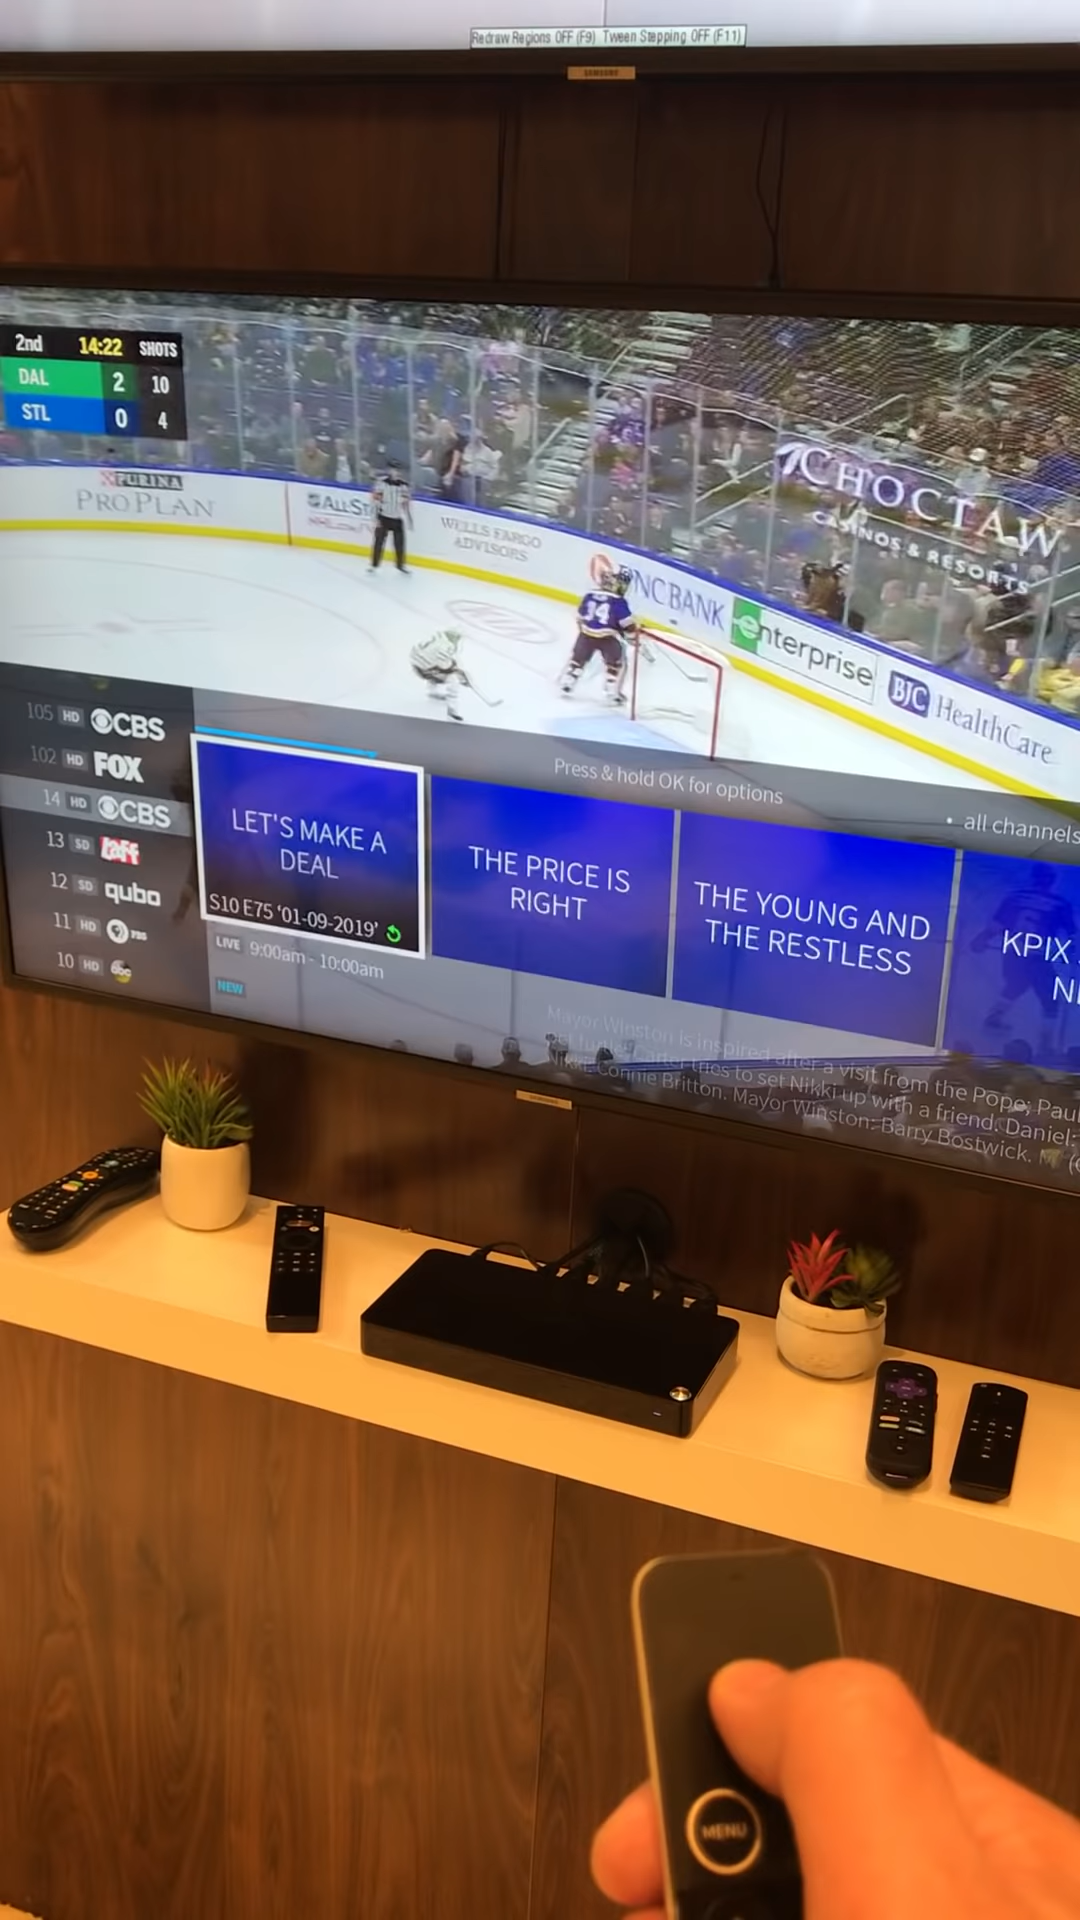 Redraw Regions OFF (F9) Tween Stepping OFF (F11)
SAMSUNG
2nd 14:22 SHOTS
DAL 2 10
STL 0 4
PURINA
PRO PLAN
WELLS FARGO
ADVISORS
PNC BANK
enterprise
BJC HealthCare
CHOCTAW
CASINOS & RESORTS
105 HD CBS
102 HD FOX
14 HD CBS
13 SD laff
12 SD qubo
11 HD PBS
10 HD abc
Press & hold OK for options
• all channels
LET'S MAKE A
DEAL
S10 E75 '01-09-2019'
LIVE 9:00am - 10:00am
NEW
THE PRICE IS
RIGHT
THE YOUNG AND
THE RESTLESS
KPIX
Mayor Winston is inspired after a visit from the Pope; Paul
tries to set Nikki up with a friend. Daniel:
Nikki: Connie Britton. Mayor Winston: Barry Bostwick.
SAMSUNG
34
MENU